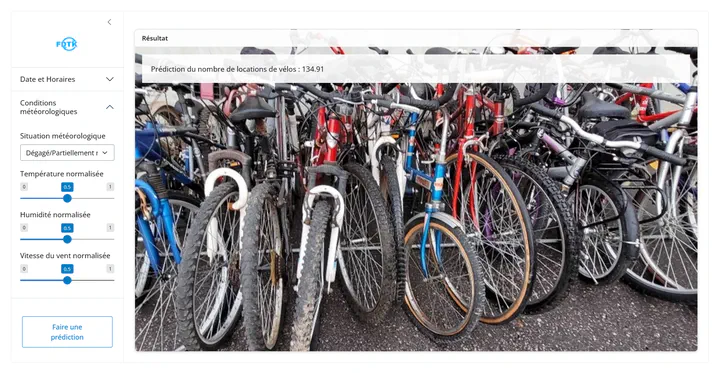 FOTK
Date et Horaires
Conditions
météorologiques
Situation météorologique
Dégagé/Partiellement
Température normalisée
0 0.5 1
Humidité normalisée
0 0.5 1
Vitesse du vent normalisée
0 0.5 1
Faire une
prédiction
Résultat
Prédiction du nombre de locations de vélos : 134.91